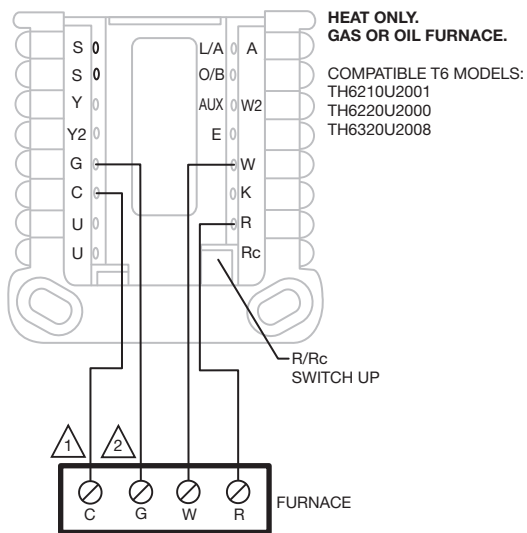 HEAT ONLY.
GAS OR OIL FURNACE.
COMPATIBLE T6 MODELS:
TH6210U2001
TH6220U2000
TH6320U2008
S L/A A
S O/B
Y AUX W2
Y2 E
G W
C K
U R
U Rc
R/Rc
SWITCH UP
1 2
C G W R FURNACE